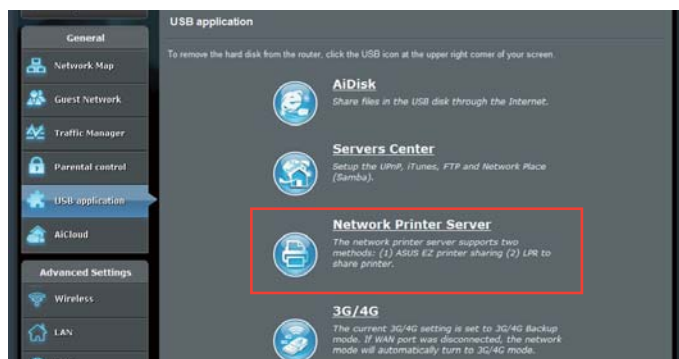 General
Network Map
Guest Network
Traffic Manager
Parental control
USB application
AiCloud
Advanced Settings
Wireless
LAN
USB application
To remove the hard disk from the router, click the USB icon at the upper right corner of your screen.
AiDisk
Share files in the USB disk through the Internet.
Servers Center
Setup the UPnP, iTunes, FTP and Network Place
(Samba).
Network Printer Server
The network printer server supports two
methods: (1) ASUS EZ printer sharing (2) LPR to
share printer.
3G/4G
The current 3G/4G setting is set to 3G/4G Backup
mode. If WAN port was disconnected, the network
mode will automatically turn to 3G/4G mode.